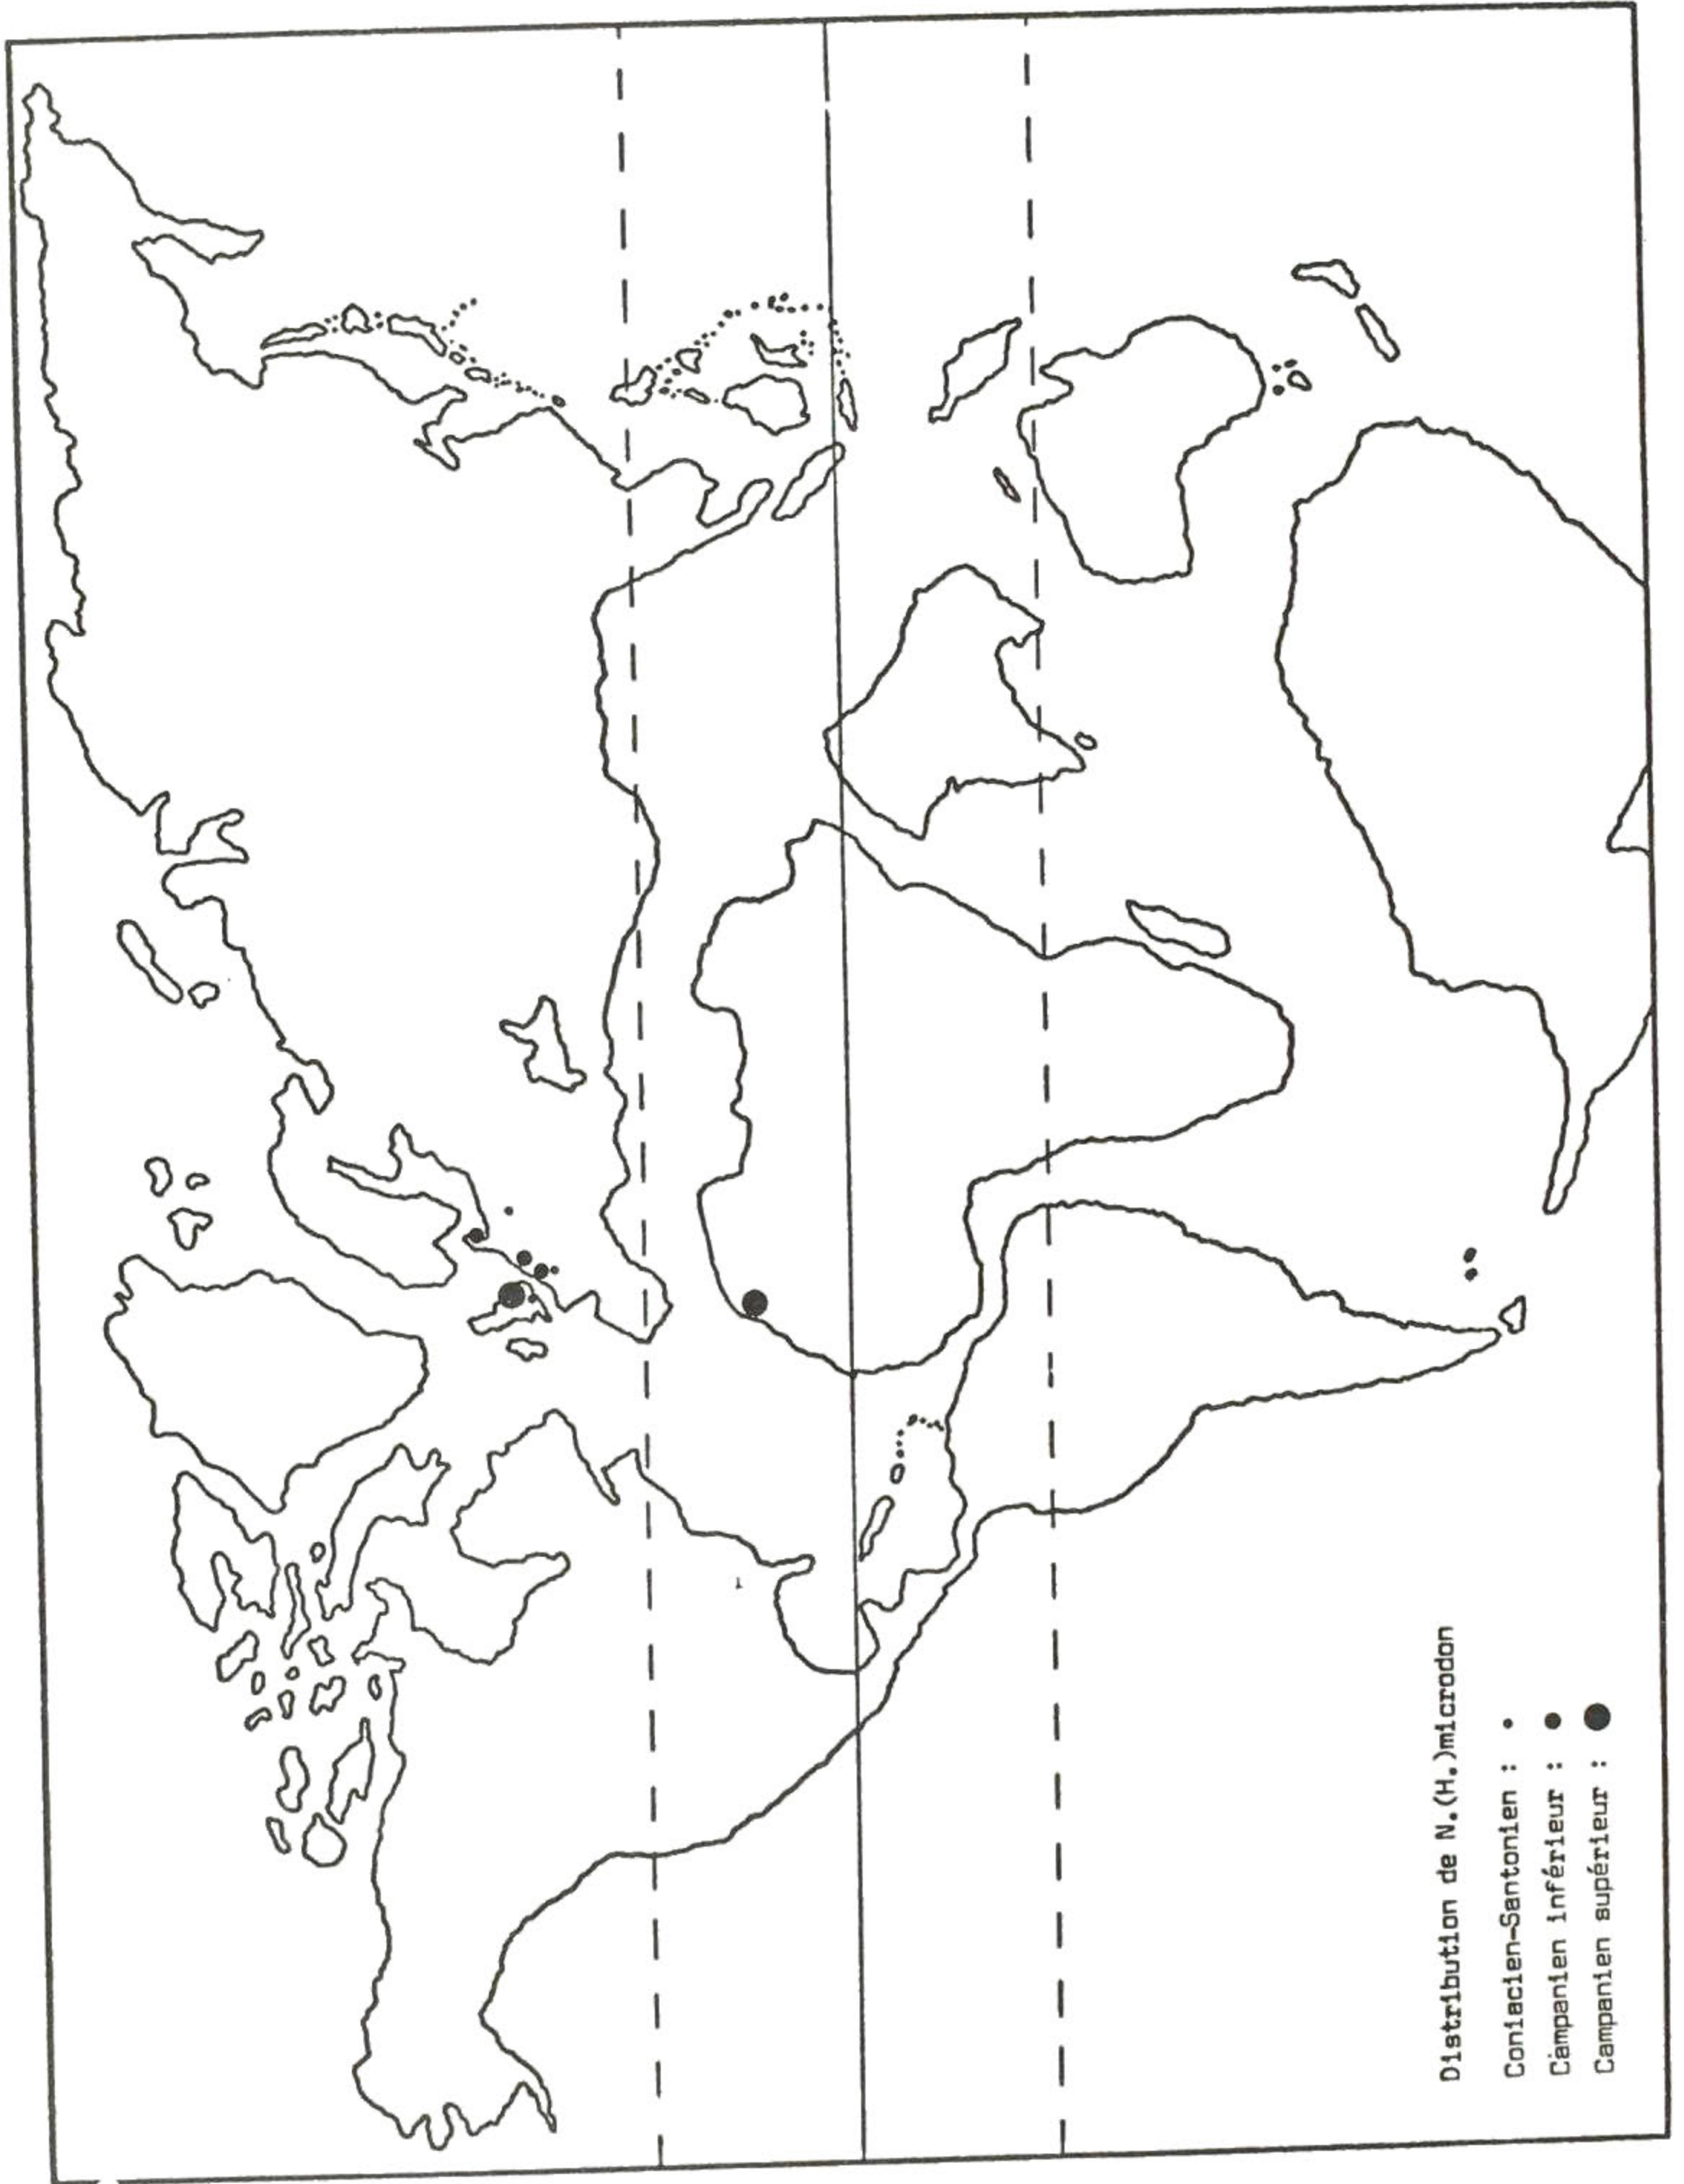 Distribution de N.(H.)microdon
Coniacien-Santonien :
Campanien inférieur :
Campanien supérieur :